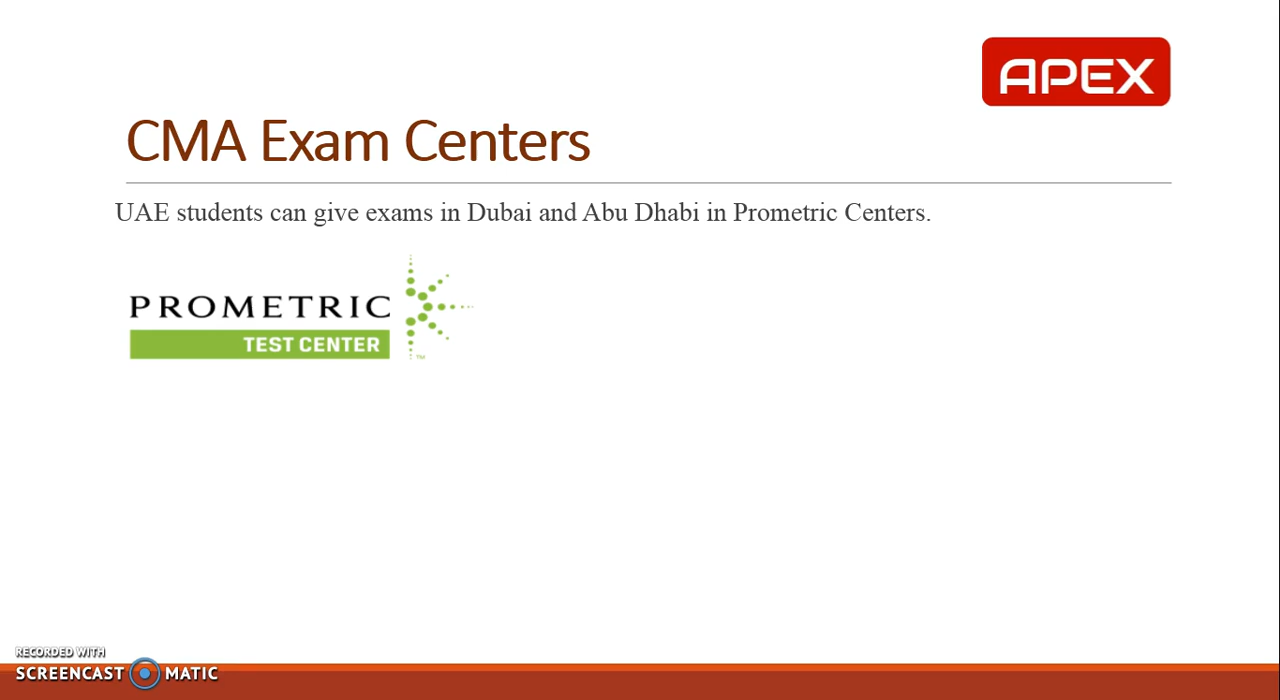 APEX
CMA Exam Centers
UAE students can give exams in Dubai and Abu Dhabi in Prometric Centers.
PROMETRIC
TEST CENTER
™
RECORDED WITH
SCREENCAST MATIC